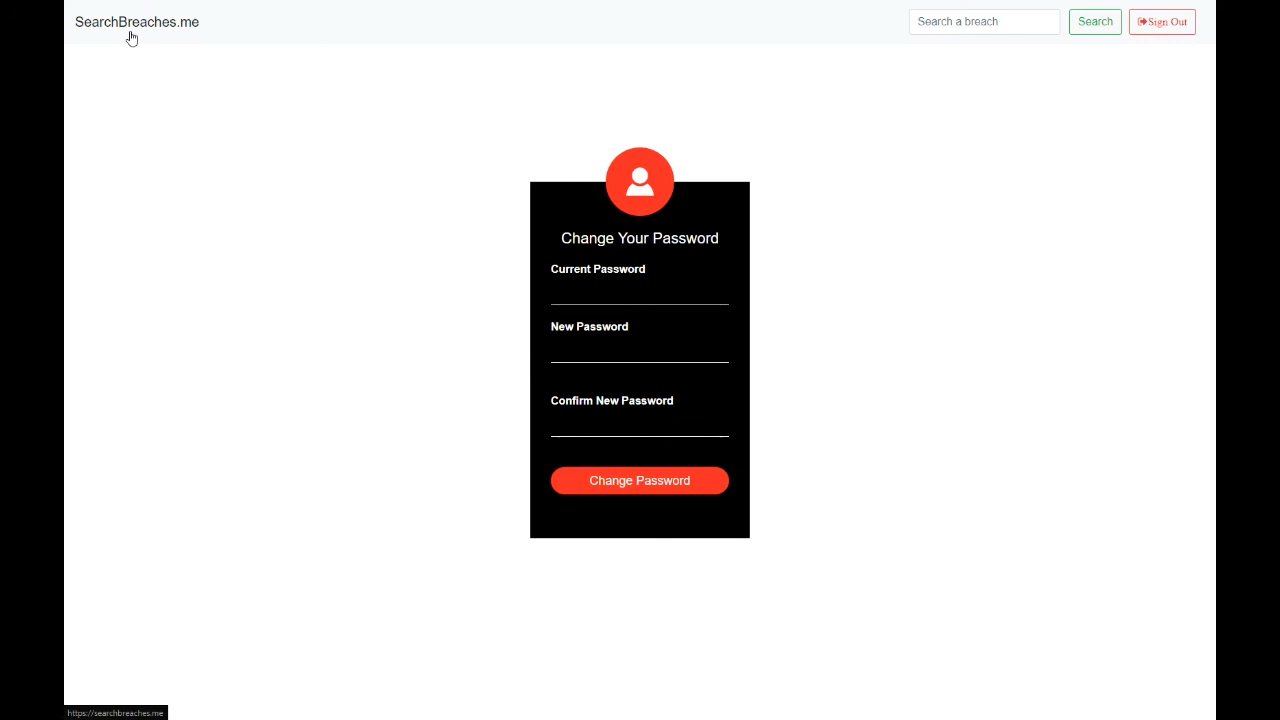 SearchBreaches.me
Search a breach
Search
Sign Out
Change Your Password
Current Password
New Password
Confirm New Password
Change Password
https://searchbreaches.me